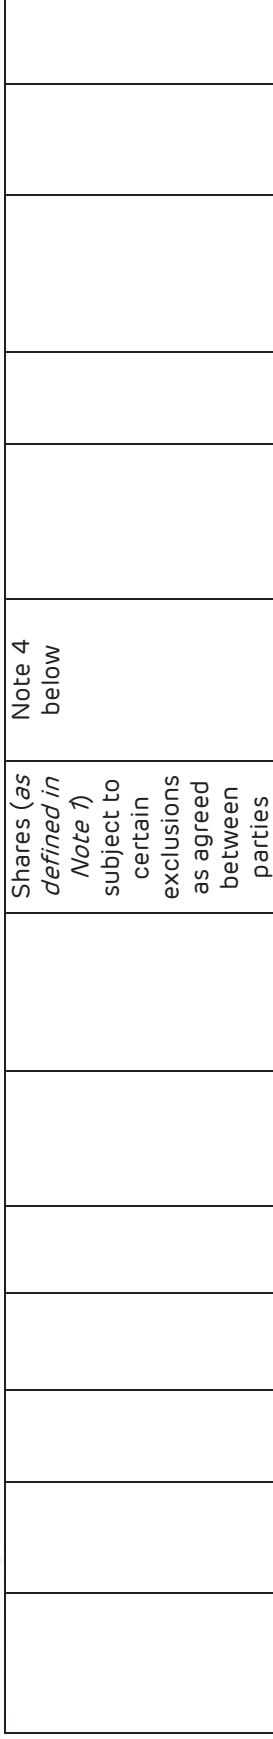 Shares (as
defined in
Note 1)
subject to
certain
exclusions
as agreed
between
parties
Note 4
below